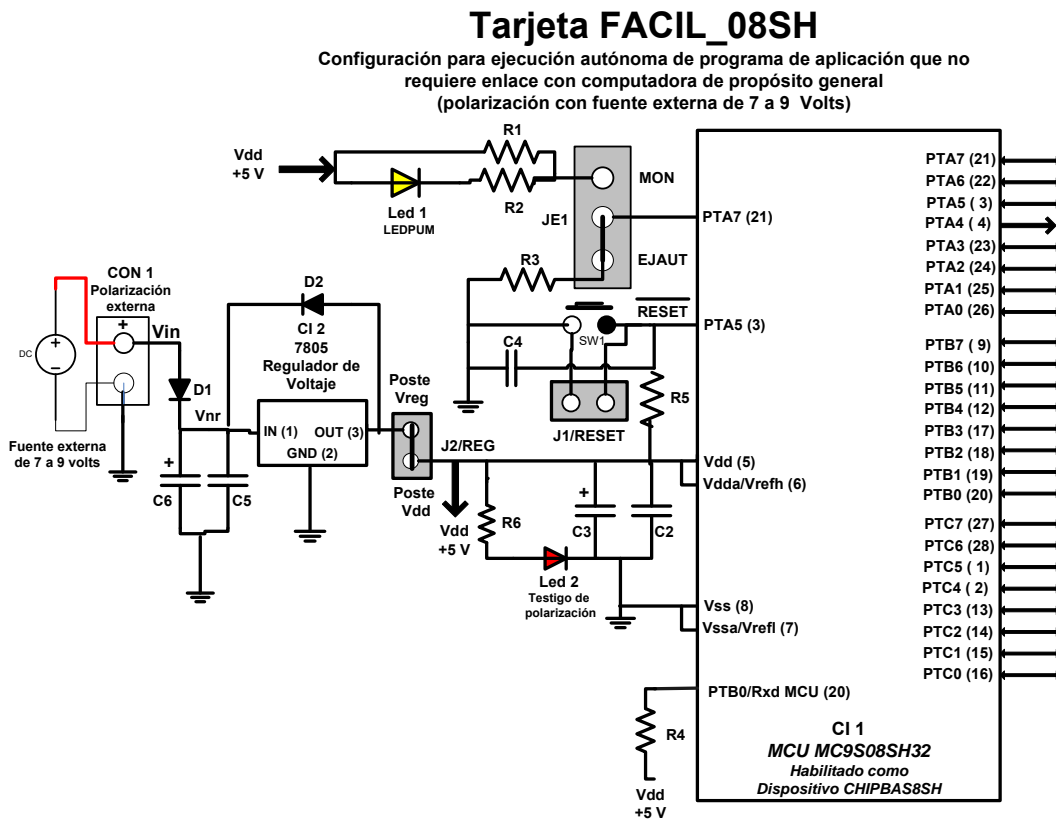 Tarjeta FACIL_08SH
Configuración para ejecución autónoma de programa de aplicación que no
requiere enlace con computadora de propósito general
(polarización con fuente externa de 7 a 9 Volts)
Vdd
+5 V
R1
R2
Led 1
LEDPUM
MON
JE1
EJAUT
R3
PTA7 (21)
RESET
PTA5 (3)
SW1
C4
J1/RESET
R5
CON 1
Polarización
externa
+
Vin
DC
+
−
D1
Fuente externa
de 7 a 9 volts
D2
CI 2
7805
Regulador de
Voltaje
Vnr
IN (1)
OUT (3)
GND (2)
+
C6
C5
Poste
Vreg
J2/REG
Poste
Vdd
Vdd
+5 V
R6
+
C3
C2
Led 2
Testigo de
polarización
Vdd (5)
Vdda/Vrefh (6)
Vss (8)
Vssa/Vrefl (7)
PTB0/Rxd MCU (20)
R4
Vdd
+5 V
CI 1
MCU MC9S08SH32
Habilitado como
Dispositivo CHIPBAS8SH
PTA7 (21)
PTA6 (22)
PTA5 ( 3)
PTA4 ( 4)
PTA3 (23)
PTA2 (24)
PTA1 (25)
PTA0 (26)
PTB7 ( 9)
PTB6 (10)
PTB5 (11)
PTB4 (12)
PTB3 (17)
PTB2 (18)
PTB1 (19)
PTB0 (20)
PTC7 (27)
PTC6 (28)
PTC5 ( 1)
PTC4 ( 2)
PTC3 (13)
PTC2 (14)
PTC1 (15)
PTC0 (16)